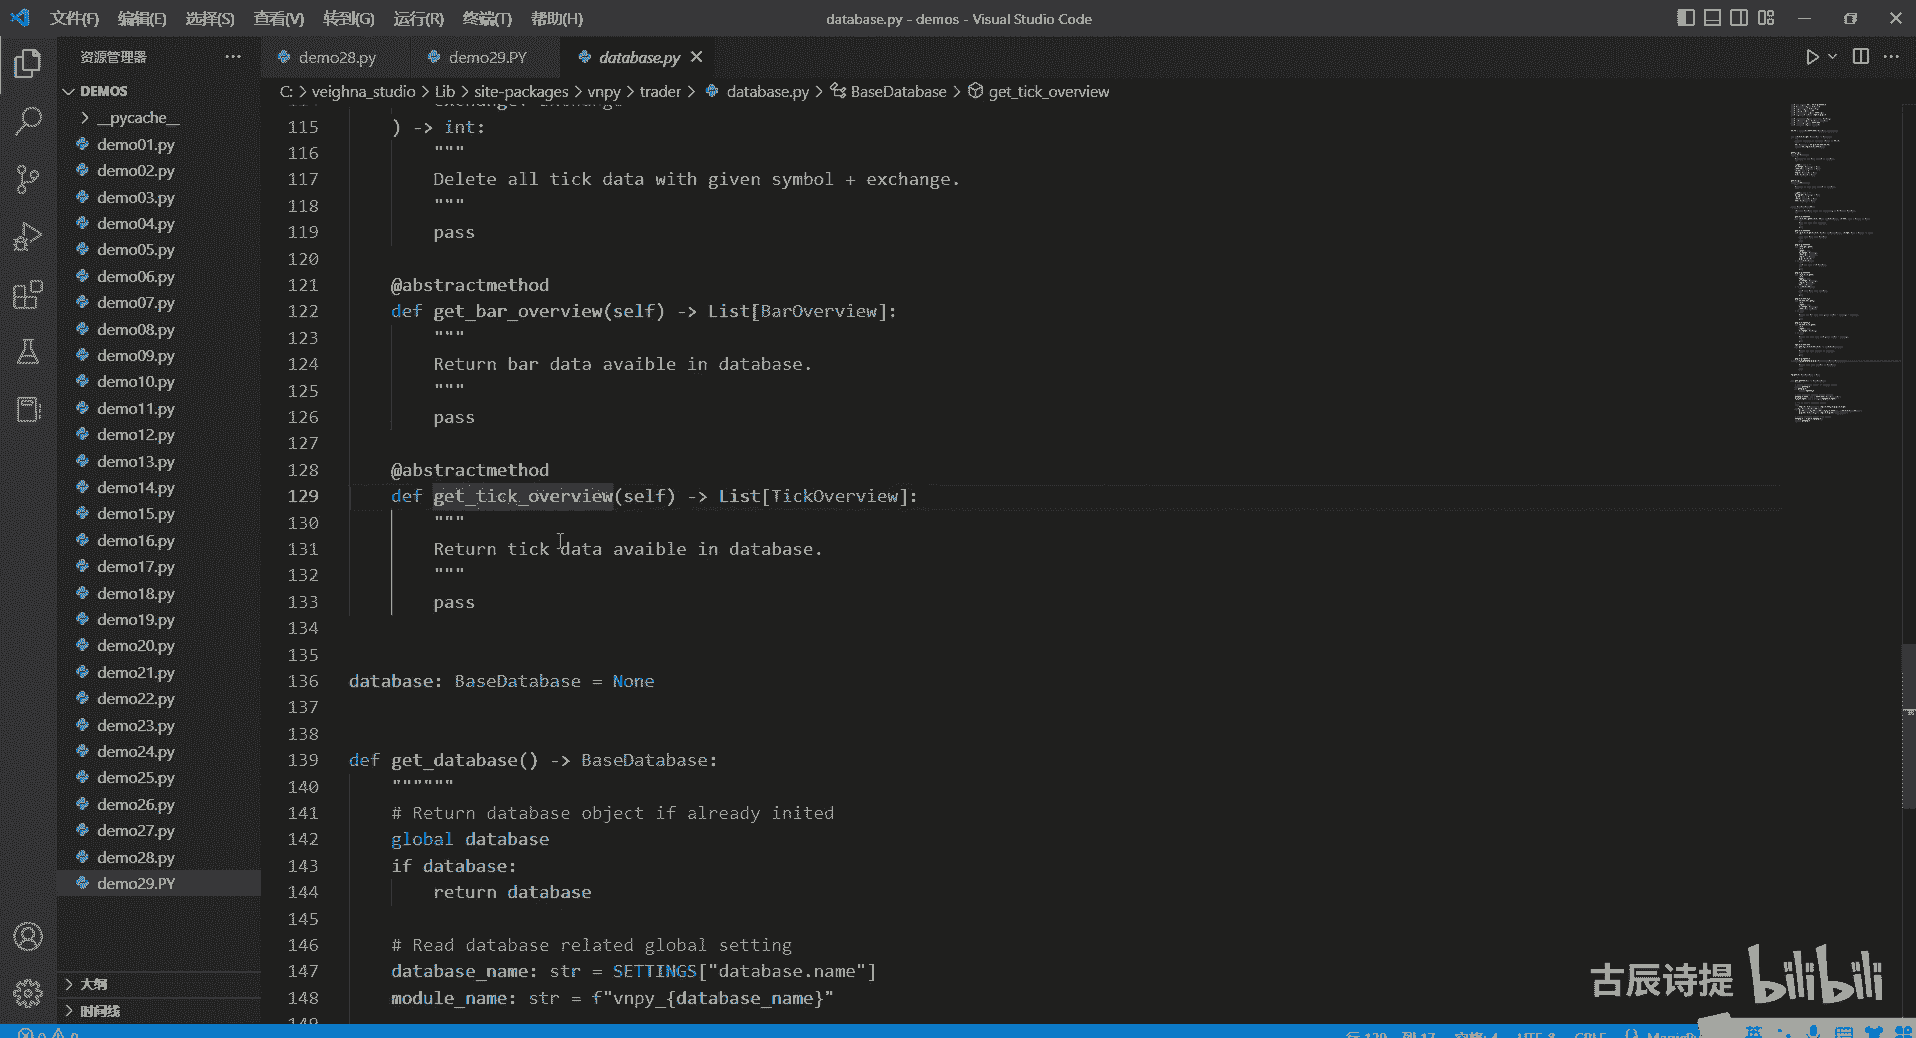 文件(F) 编辑(E) 选择(S) 查看(V) 转到(G) 运行(R) 终端(T) 帮助(H) database.py - demos - Visual Studio Code
资源管理器 ··· demo28.py demo29.PY database.py
DEMOS
C: > veighna_studio > Lib > site-packages > vnpy > trader > database.py > BaseDatabase > get_tick_overview
__pycache__
demo01.py
demo02.py
demo03.py
demo04.py
demo05.py
demo06.py
demo07.py
demo08.py
demo09.py
demo10.py
demo11.py
demo12.py
demo13.py
demo14.py
demo15.py
demo16.py
demo17.py
demo18.py
demo19.py
demo20.py
demo21.py
demo22.py
demo23.py
demo24.py
demo25.py
demo26.py
demo27.py
demo28.py
demo29.PY
大纲
时间线
115 ) -> int:
116 """
117 Delete all tick data with given symbol + exchange.
118 """
119 pass
120
121 @abstractmethod
122 def get_bar_overview(self) -> List[BarOverview]:
123 """
124 Return bar data avaible in database.
125 """
126 pass
127
128 @abstractmethod
129 def get_tick_overview(self) -> List[TickOverview]:
130 """
131 Return tick data avaible in database.
132 """
133 pass
134
135
136 database: BaseDatabase = None
137
138
139 def get_database() -> BaseDatabase:
140 """"""
141 # Return database object if already inited
142 global database
143 if database:
144 return database
145
146 # Read database related global setting
147 database_name: str = SETTINGS["database.name"]
148 module_name: str = f"vnpy_{database_name}"
古辰诗提 bilibili